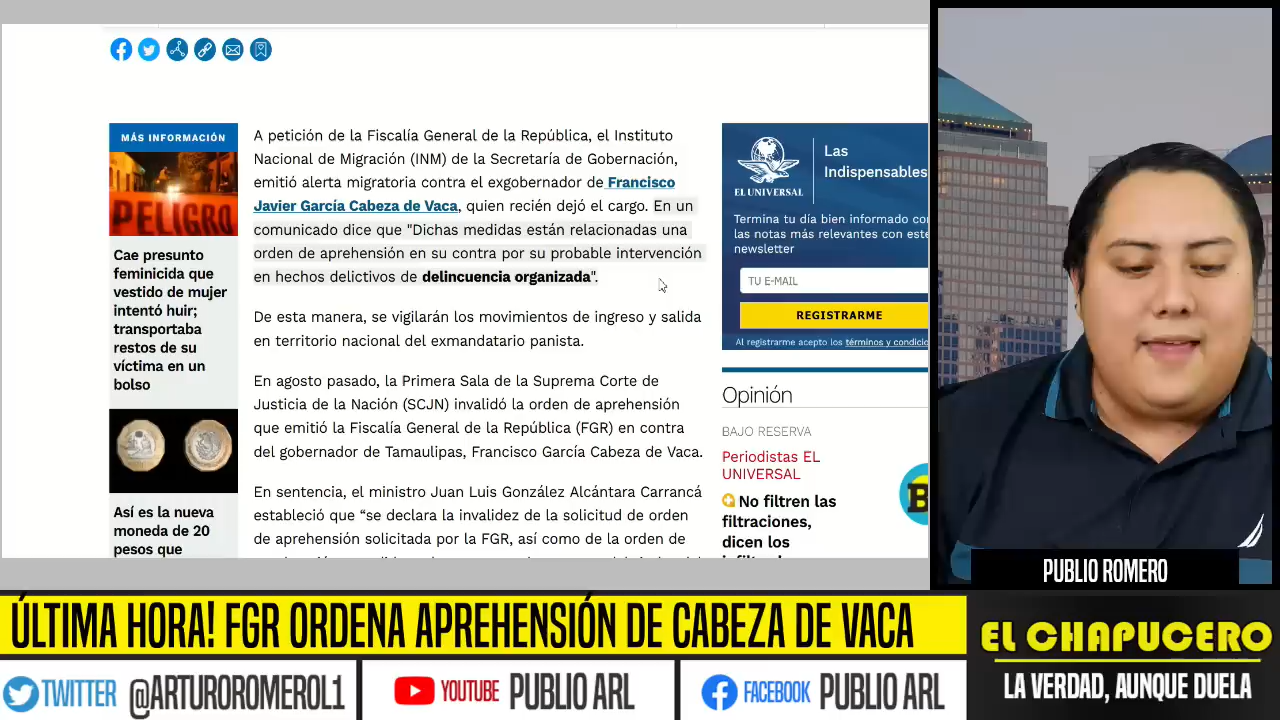 MÁS INFORMACIÓN
PELIGRO
Cae presunto
feminicida que
vestido de mujer
intentó huir;
transportaba
restos de su
víctima en un
bolso
Así es la nueva
moneda de 20
pesos que
A petición de la Fiscalía General de la República, el Instituto
Nacional de Migración (INM) de la Secretaría de Gobernación,
emitió alerta migratoria contra el exgobernador de Francisco
Javier García Cabeza de Vaca, quien recién dejó el cargo. En un
comunicado dice que "Dichas medidas están relacionadas una
orden de aprehensión en su contra por su probable intervención
en hechos delictivos de delincuencia organizada".
De esta manera, se vigilarán los movimientos de ingreso y salida
en territorio nacional del exmandatario panista.
En agosto pasado, la Primera Sala de la Suprema Corte de
Justicia de la Nación (SCJN) invalidó la orden de aprehensión
que emitió la Fiscalía General de la República (FGR) en contra
del gobernador de Tamaulipas, Francisco García Cabeza de Vaca.
En sentencia, el ministro Juan Luis González Alcántara Carrancá
estableció que “se declara la invalidez de la solicitud de orden
de aprehensión solicitada por la FGR, así como de la orden de
EL UNIVERSAL
Las
Indispensables
Termina tu día bien informado con
las notas más relevantes con este
newsletter
TU E-MAIL
REGISTRARME
Al registrarme acepto los términos y condicio
Opinión
BAJO RESERVA
Periodistas EL
UNIVERSAL
No filtren las
filtraciones,
dicen los
PUBLIO ROMERO
ÚLTIMA HORA! FGR ORDENA APREHENSIÓN DE CABEZA DE VACA
EL CHAPUCERO
LA VERDAD, AUNQUE DUELA
TWITTER @ARTUROROMEROL1
YOUTUBE PUBLIO ARL
FACEBOOK PUBLIO ARL